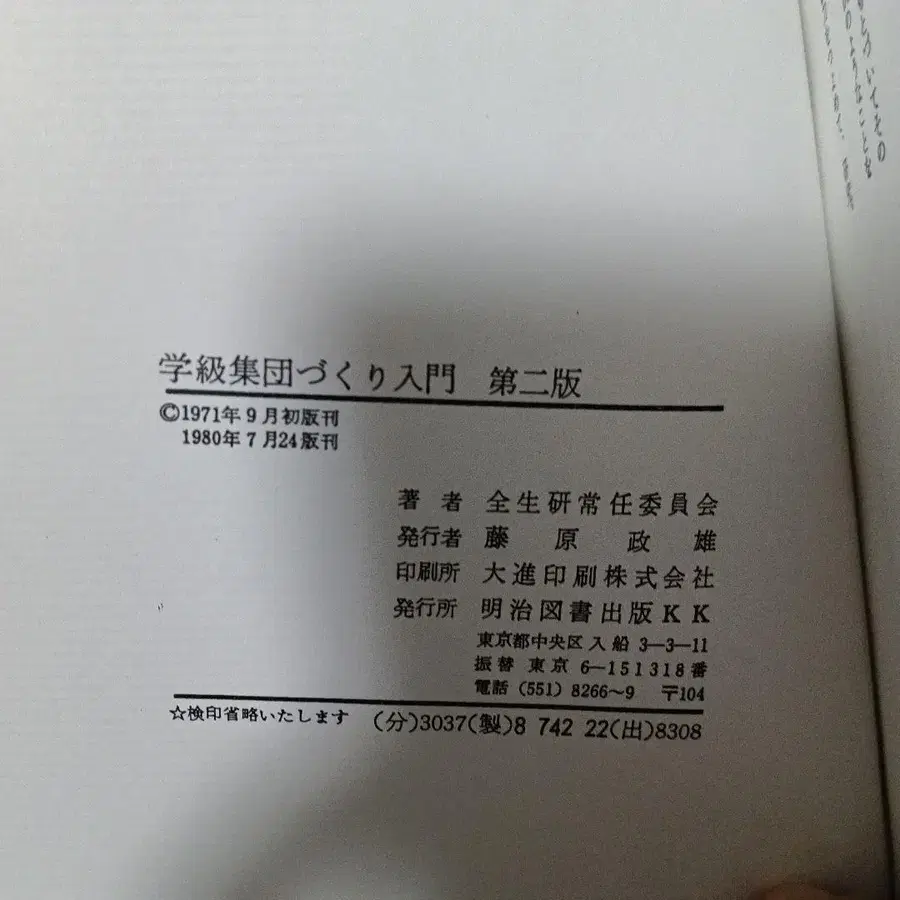 学級集団づくり入門 第二版
©1971年9月初版刊
1980年7月24版刊
著者 全生研常任委員会
発行者 藤原政雄
印刷所 大進印刷株式会社
発行所 明治図書出版KK
東京都中央区入船 3—3—11
振替 東京 6—151318番
電話 (551) 8266〜9 〒104
☆検印省略いたします (分)3037(製)8 742 22(出)8308